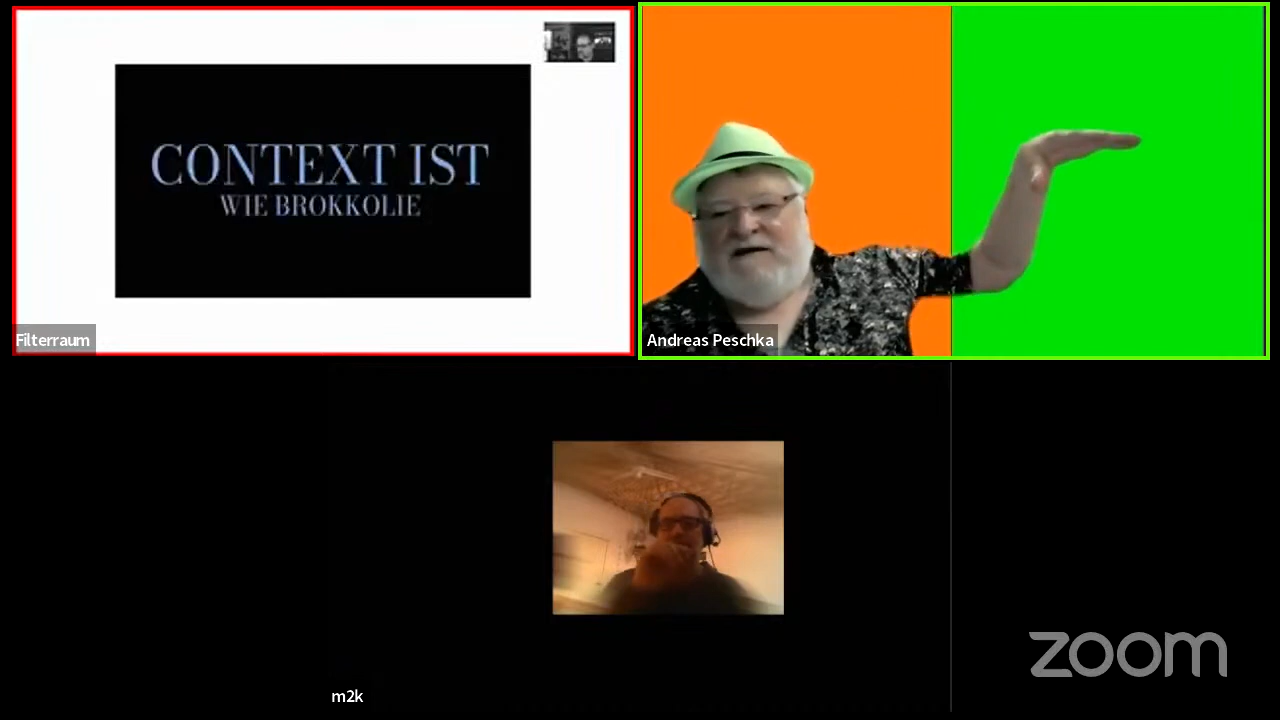 CONTEXT IST
WIE BROKKOLIE
Filterraum
Andreas Peschka
m2k
zoom